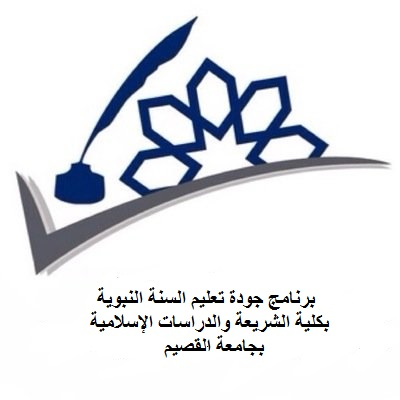 برنامج جودة تعليم السنة النبوية
بكلية الشريعة والدراسات الإسلامية
بجامعة القصيم